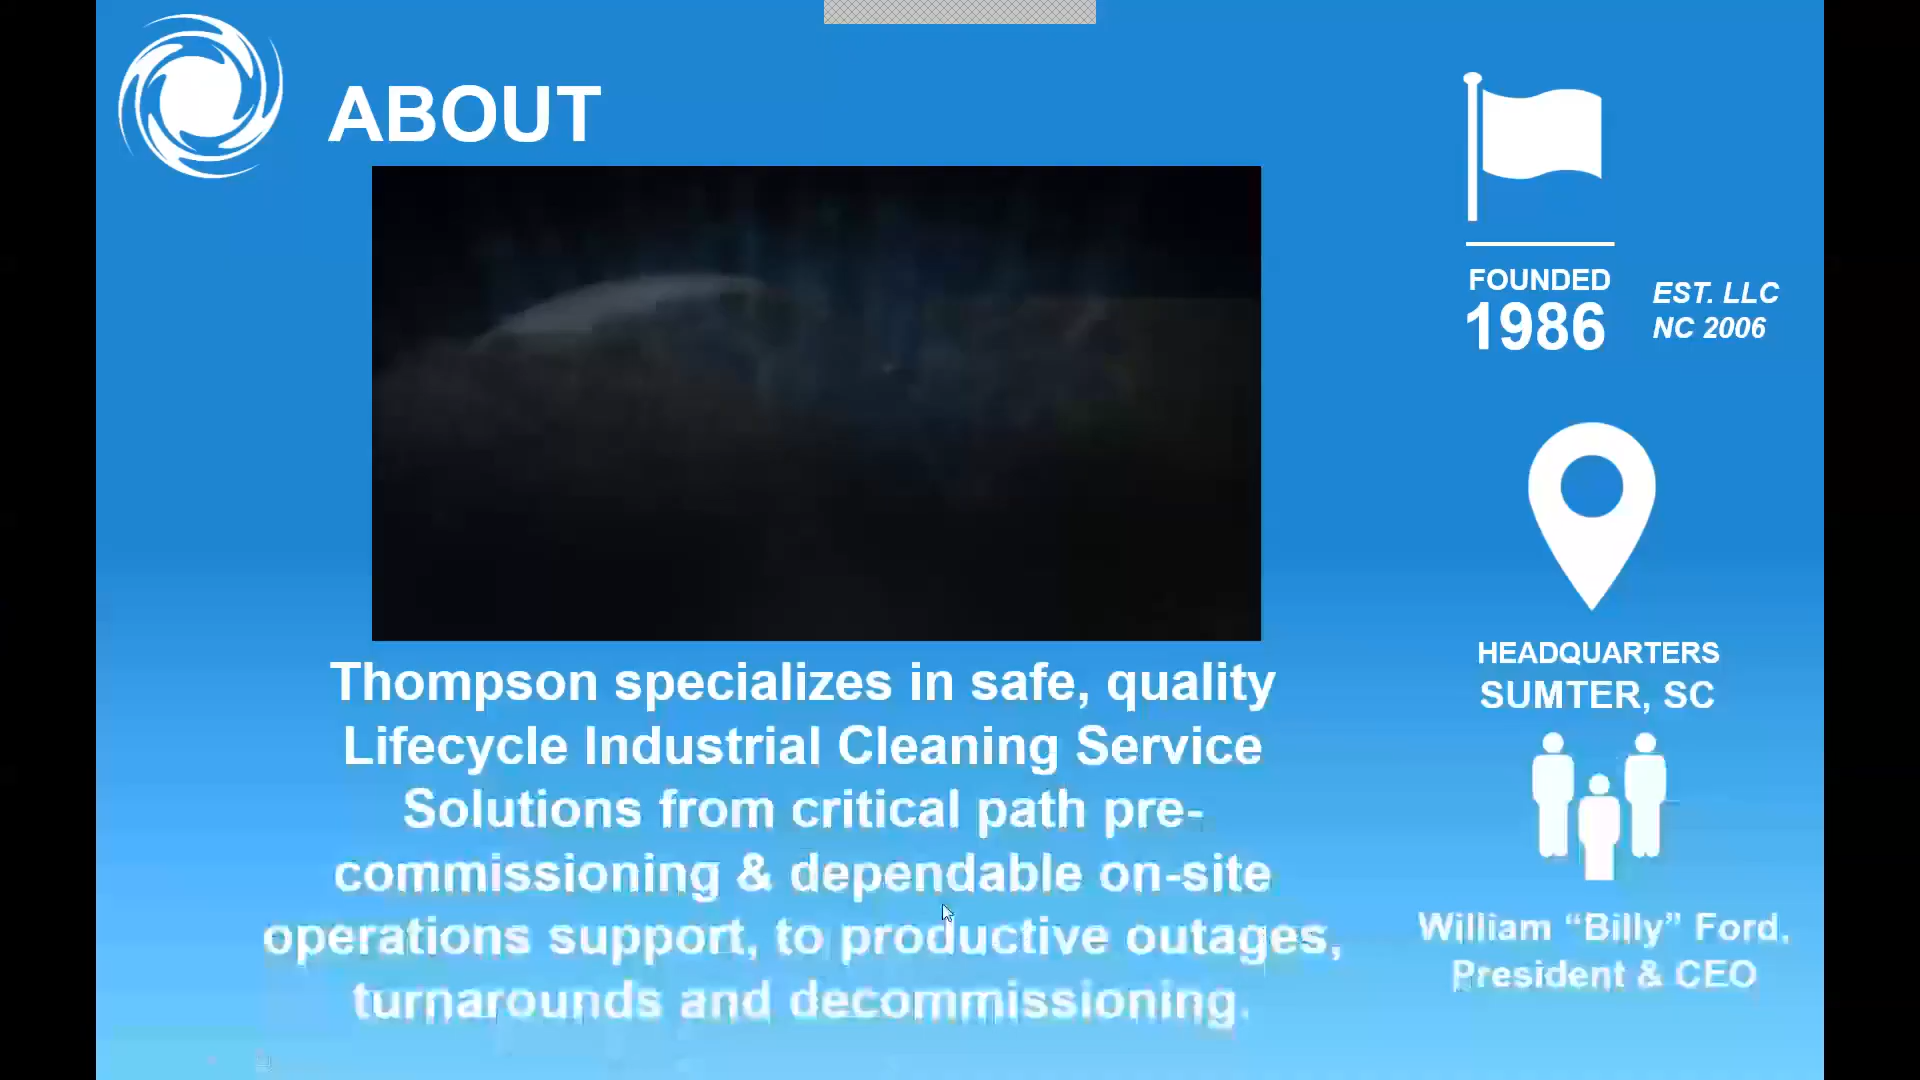 ABOUT
FOUNDED
1986
EST. LLC
NC 2006
HEADQUARTERS
SUMTER, SC
Thompson specializes in safe, quality
Lifecycle Industrial Cleaning Service
Solutions from critical path pre-
commissioning & dependable on-site
operations support, to productive outages,
turnarounds and decommissioning.
William “Billy” Ford,
President & CEO